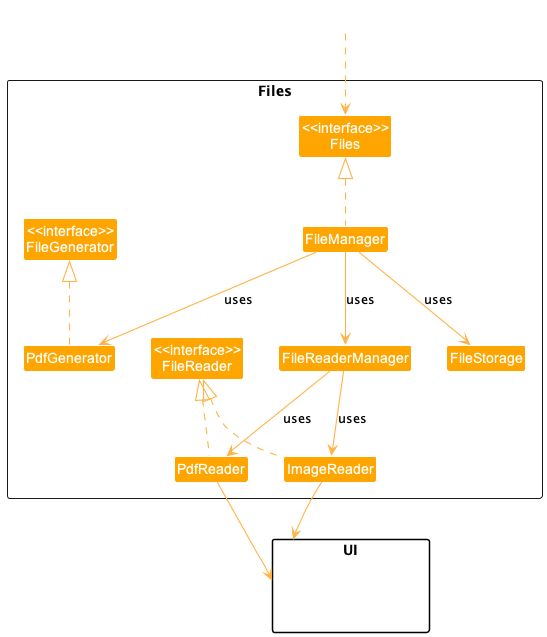 Files
<<interface>>
Files
<<interface>>
FileGenerator
FileManager
uses
uses
uses
PdfGenerator
<<interface>>
FileReader
FileReaderManager
FileStorage
uses
uses
PdfReader
ImageReader
UI